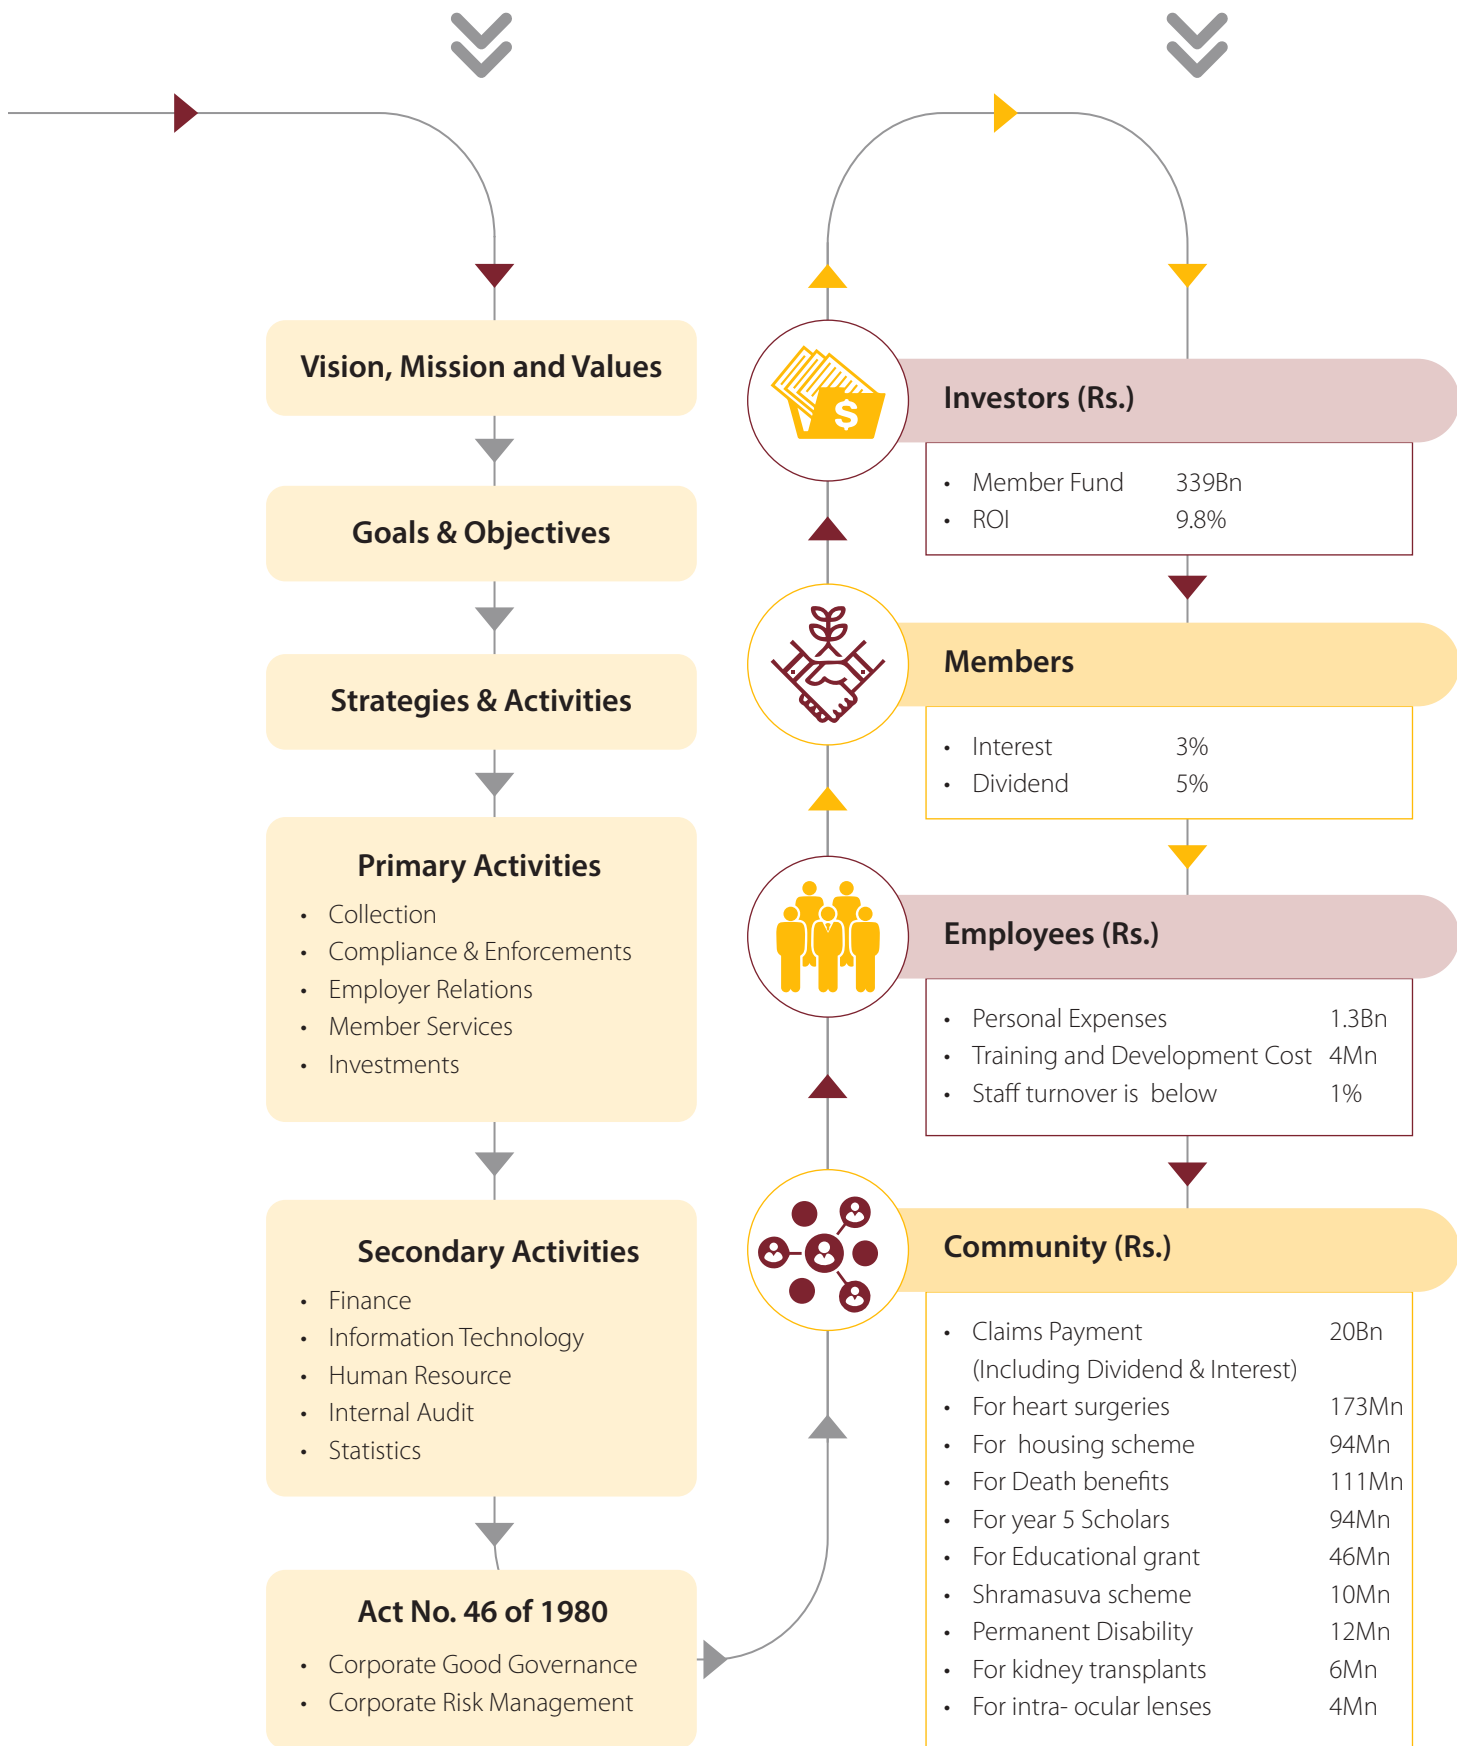 Vision, Mission and Values
Goals & Objectives
Strategies & Activities
Primary Activities
• Collection
• Compliance & Enforcements
• Employer Relations
• Member Services
• Investments
Secondary Activities
• Finance
• Information Technology
• Human Resource
• Internal Audit
• Statistics
Act No. 46 of 1980
• Corporate Good Governance
• Corporate Risk Management
$
Investors (Rs.)
• Member Fund 339Bn
• ROI 9.8%
Members
• Interest 3%
• Dividend 5%
Employees (Rs.)
• Personal Expenses 1.3Bn
• Training and Development Cost 4Mn
• Staff turnover is below 1%
Community (Rs.)
• Claims Payment 20Bn
(Including Dividend & Interest)
• For heart surgeries 173Mn
• For housing scheme 94Mn
• For Death benefits 111Mn
• For year 5 Scholars 94Mn
• For Educational grant 46Mn
• Shramasuva scheme 10Mn
• Permanent Disability 12Mn
• For kidney transplants 6Mn
• For intra- ocular lenses 4Mn